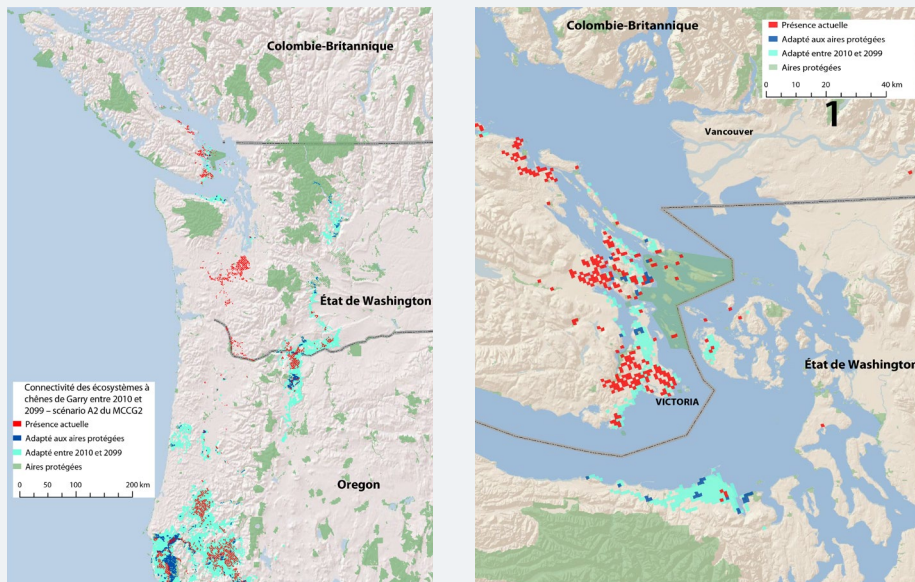 Colombie-Britannique
État de Washington
Connectivité des écosystèmes à
chênes de Garry entre 2010 et
2099 – scénario A2 du MCCG2
Présence actuelle
Adapté aux aires protégées
Adapté entre 2010 et 2099
Aires protégées
0 50 100 200 km
Oregon
Colombie-Britannique
Présence actuelle
Adapté aux aires protégées
Adapté entre 2010 et 2099
Aires protégées
0 10 20 40 km
1
Vancouver
État de Washington
VICTORIA